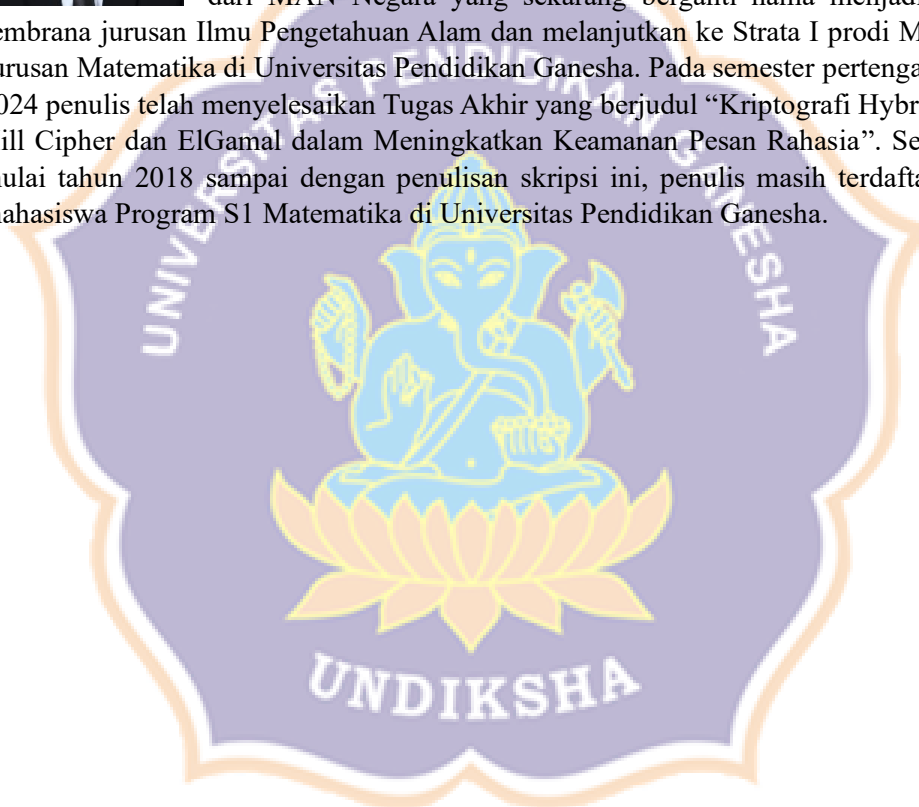 dari MAN Negara yang sekarang berganti nama menjadi
embrana jurusan Ilmu Pengetahuan Alam dan melanjutkan ke Strata I prodi M
urusan Matematika di Universitas Pendidikan Ganesha. Pada semester pertenga
024 penulis telah menyelesaikan Tugas Akhir yang berjudul “Kriptografi Hybr
ill Cipher dan ElGamal dalam Meningkatkan Keamanan Pesan Rahasia”. Se
ulai tahun 2018 sampai dengan penulisan skripsi ini, penulis masih terdafta
ahasiswa Program S1 Matematika di Universitas Pendidikan Ganesha.
UNIVERSITAS PENDIDIKAN GANESHA
UNDIKSHA